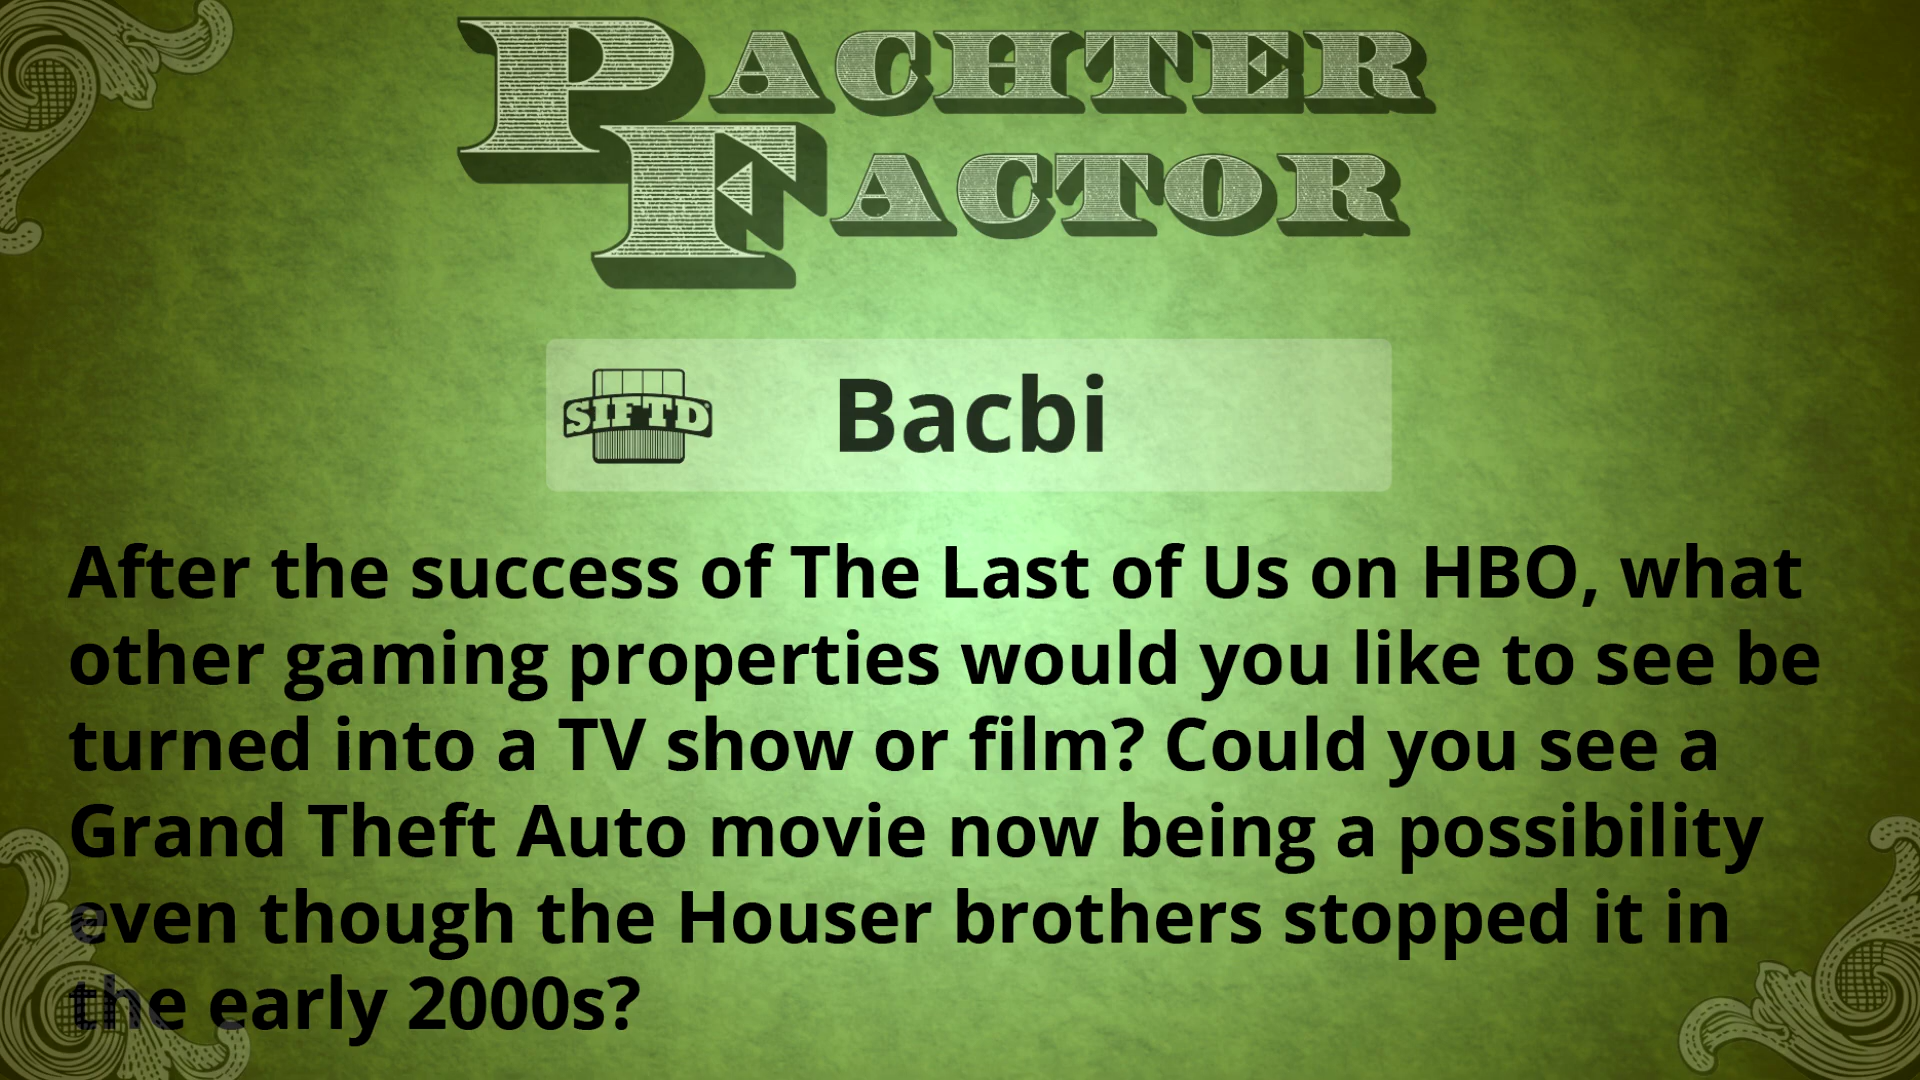 PACHTER
FACTOR
SIFTD
Bacbi
After the success of The Last of Us on HBO, what
other gaming properties would you like to see be
turned into a TV show or film? Could you see a
Grand Theft Auto movie now being a possibility
even though the Houser brothers stopped it in
the early 2000s?